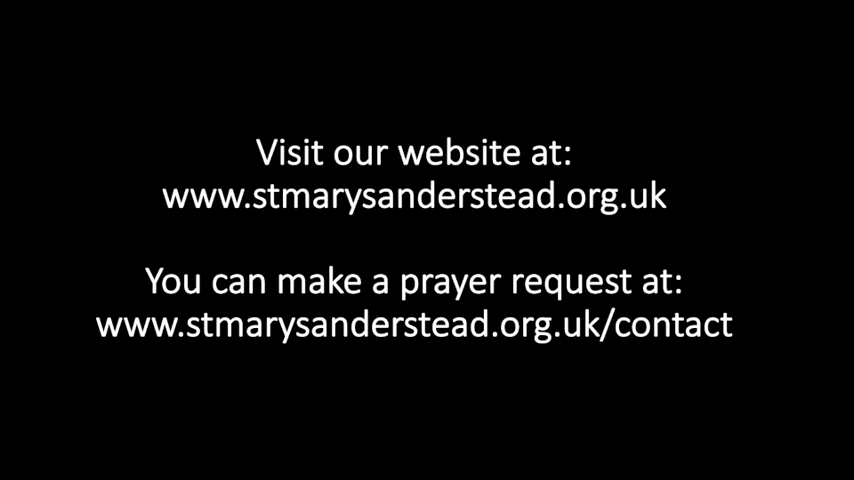 Visit our website at:
www.stmarysanderstead.org.uk
You can make a prayer request at:
www.stmarysanderstead.org.uk/contact